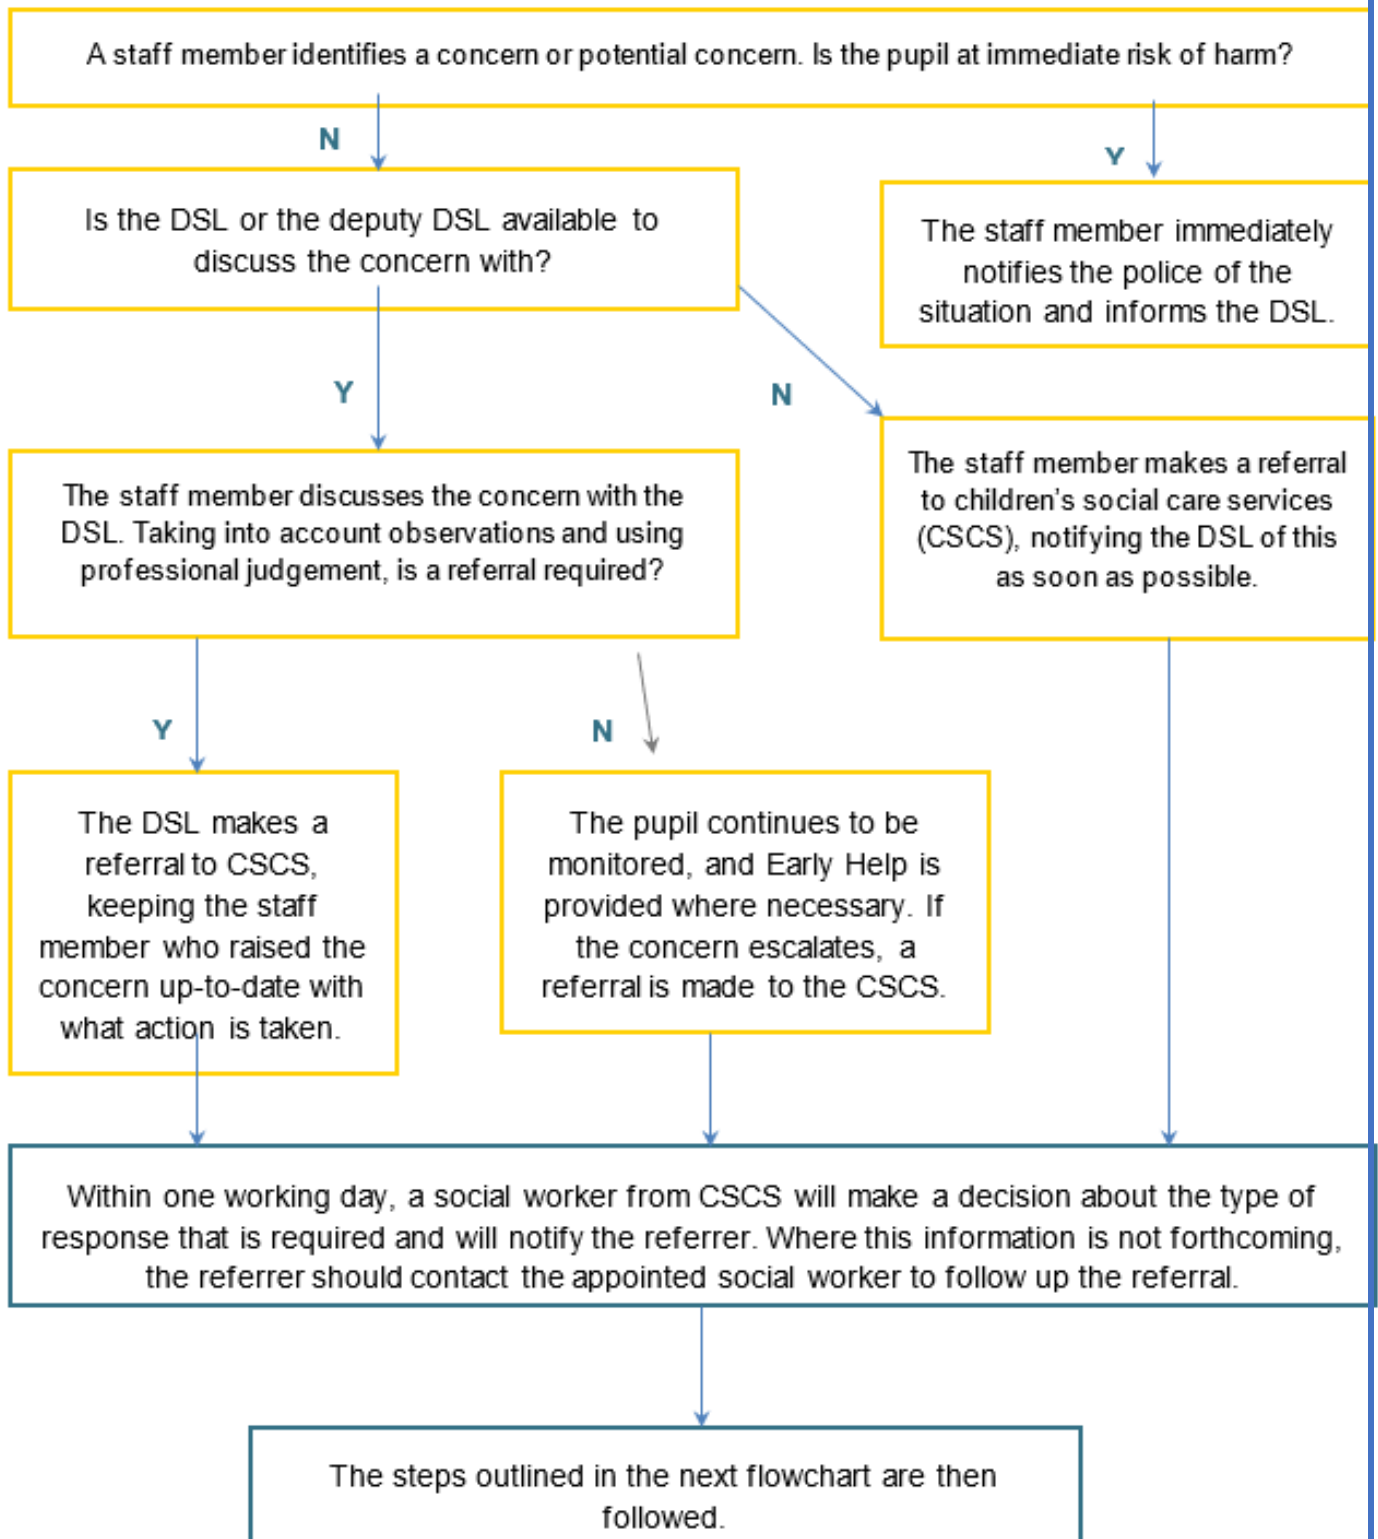 A staff member identifies a concern or potential concern. Is the pupil at immediate risk of harm?
N
Y
Is the DSL or the deputy DSL available to
discuss the concern with?
The staff member immediately
notifies the police of the
situation and informs the DSL.
Y
N
The staff member discusses the concern with the
DSL. Taking into account observations and using
professional judgement, is a referral required?
The staff member makes a referral
to children’s social care services
(CSCS), notifying the DSL of this
as soon as possible.
Y
N
The DSL makes a
referral to CSCS,
keeping the staff
member who raised the
concern up-to-date with
what action is taken.
The pupil continues to be
monitored, and Early Help is
provided where necessary. If
the concern escalates, a
referral is made to the CSCS.
Within one working day, a social worker from CSCS will make a decision about the type of
response that is required and will notify the referrer. Where this information is not forthcoming,
the referrer should contact the appointed social worker to follow up the referral.
The steps outlined in the next flowchart are then
followed.